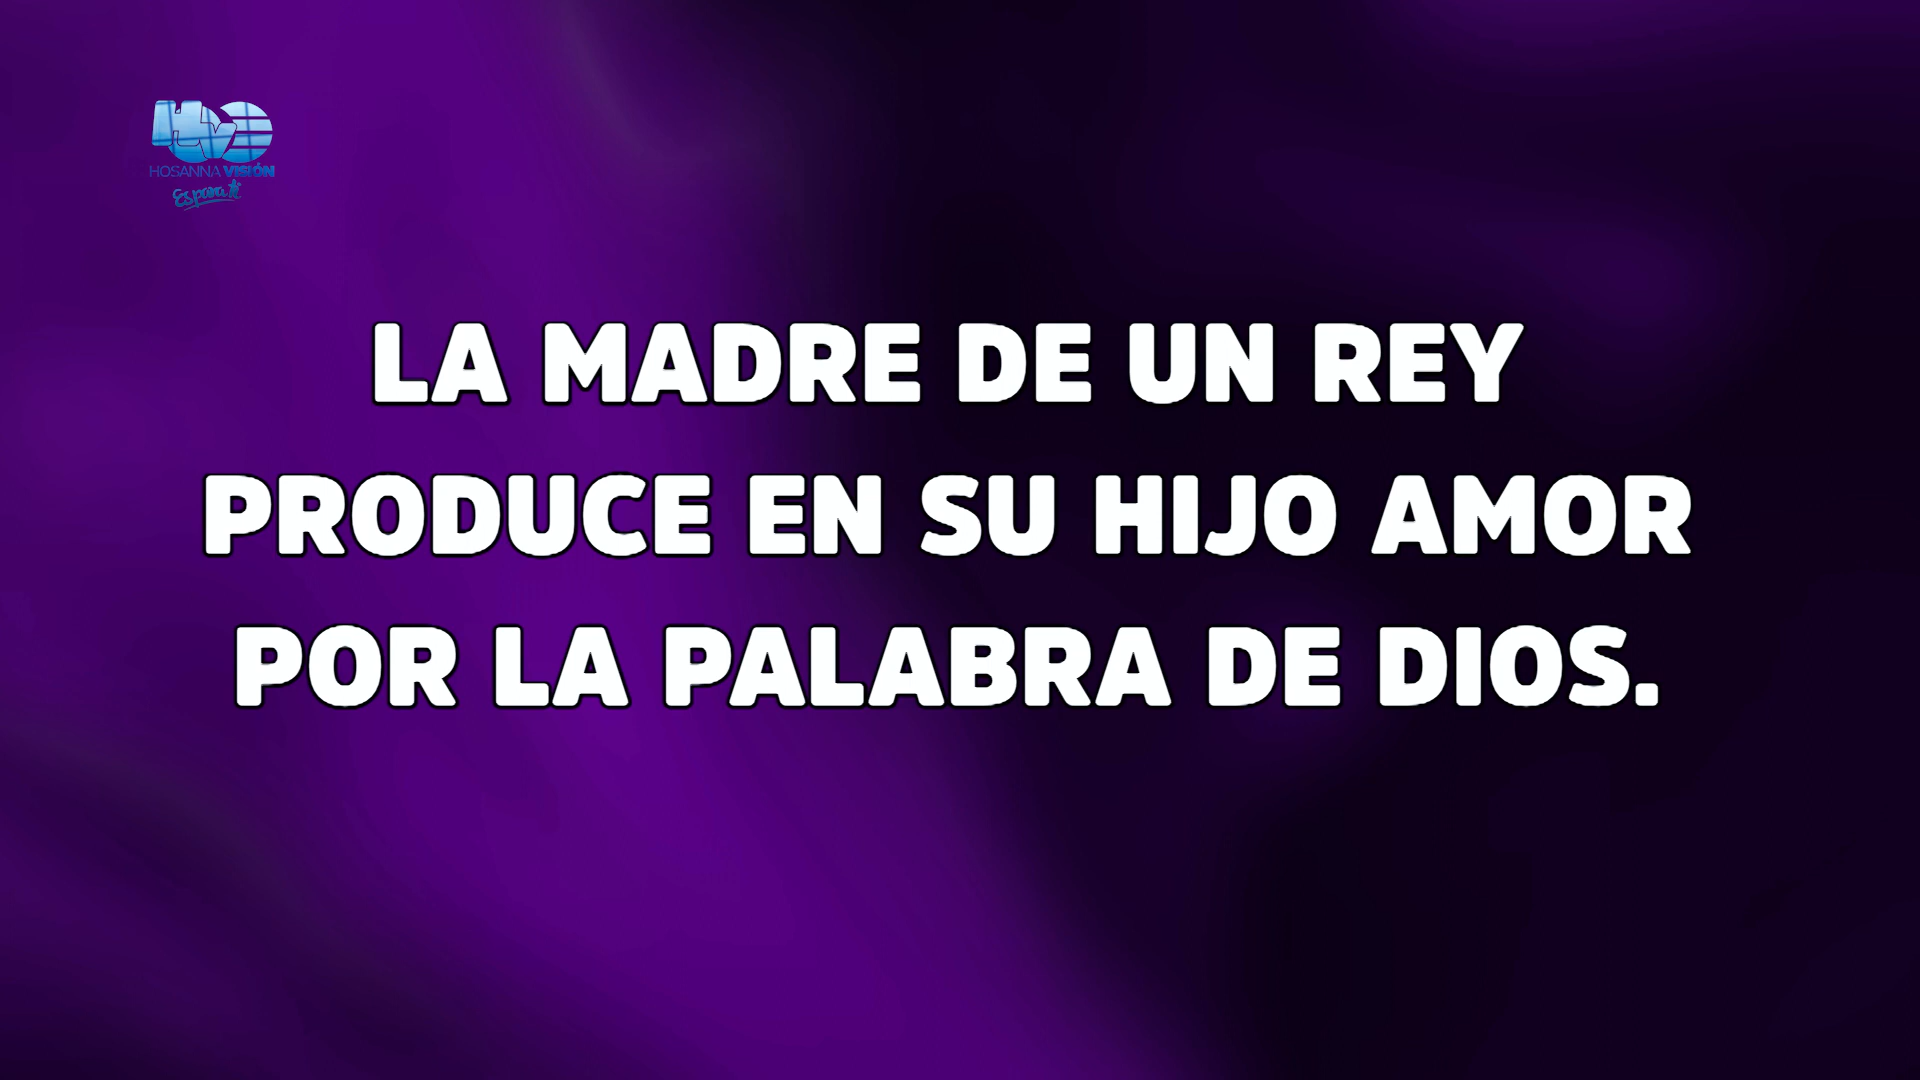 HVE
HOSANNA VISIÓN
Es para ti
LA MADRE DE UN REY
PRODUCE EN SU HIJO AMOR
POR LA PALABRA DE DIOS.